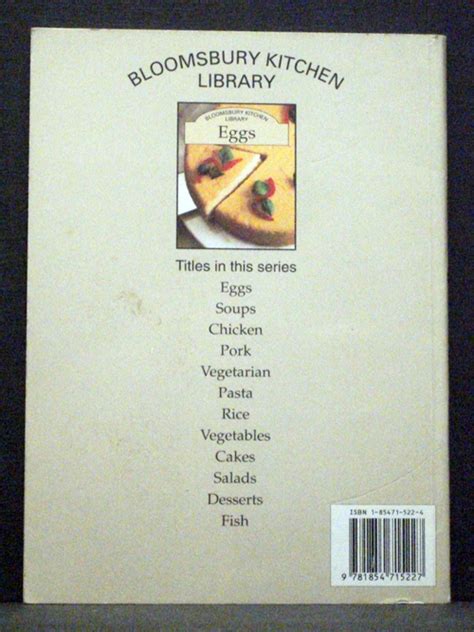 BLOOMSBURY KITCHEN
LIBRARY
BLOOMSBURY KITCHEN
LIBRARY
Eggs
Titles in this series
Eggs
Soups
Chicken
Pork
Vegetarian
Pasta
Rice
Vegetables
Cakes
Salads
Desserts
Fish
ISBN 1-85471-522-4
9 781854 715227